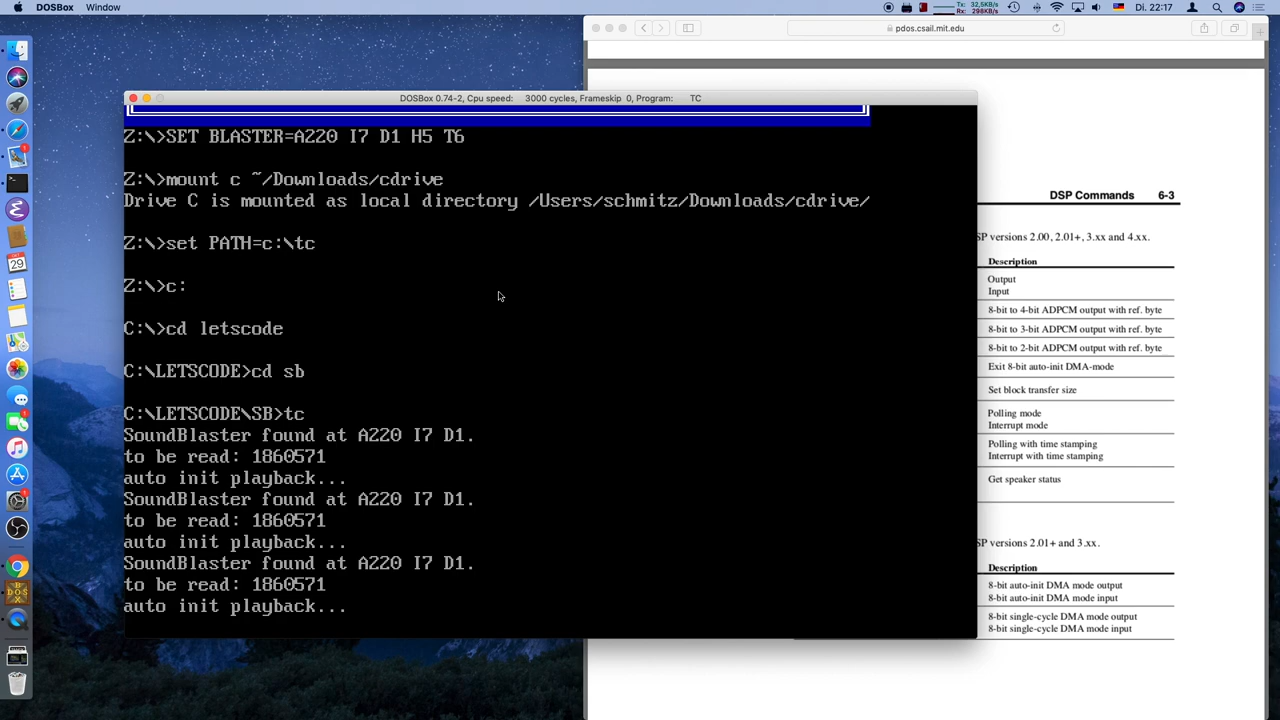 DOSBox Window
Tx: 32,5KB/s
Rx: 298KB/s
Di. 22:17
pdos.csail.mit.edu
DOSBox 0.74-2, Cpu speed: 3000 cycles, Frameskip 0, Program: TC
Z:\>SET BLASTER=A220 I7 D1 H5 T6
Z:\>mount c ~/Downloads/cdrive
Drive C is mounted as local directory /Users/schmitz/Downloads/cdrive/
Z:\>set PATH=c:\tc
Z:\>c:
C:\>cd letscode
C:\LETSCODE>cd sb
C:\LETSCODE\SB>tc
SoundBlaster found at A220 I7 D1.
to be read: 1860571
auto init playback...
SoundBlaster found at A220 I7 D1.
to be read: 1860571
auto init playback...
SoundBlaster found at A220 I7 D1.
to be read: 1860571
auto init playback...
DSP Commands 6-3
SP versions 2.00, 2.01+, 3.xx and 4.xx.
Description
Output
Input
8-bit to 4-bit ADPCM output with ref. byte
8-bit to 3-bit ADPCM output with ref. byte
8-bit to 2-bit ADPCM output with ref. byte
Exit 8-bit auto-init DMA-mode
Set block transfer size
Polling mode
Interrupt mode
Polling with time stamping
Interrupt with time stamping
Get speaker status
SP versions 2.01+ and 3.xx.
Description
8-bit auto-init DMA mode output
8-bit auto-init DMA mode input
8-bit single-cycle DMA mode output
8-bit single-cycle DMA mode input
29